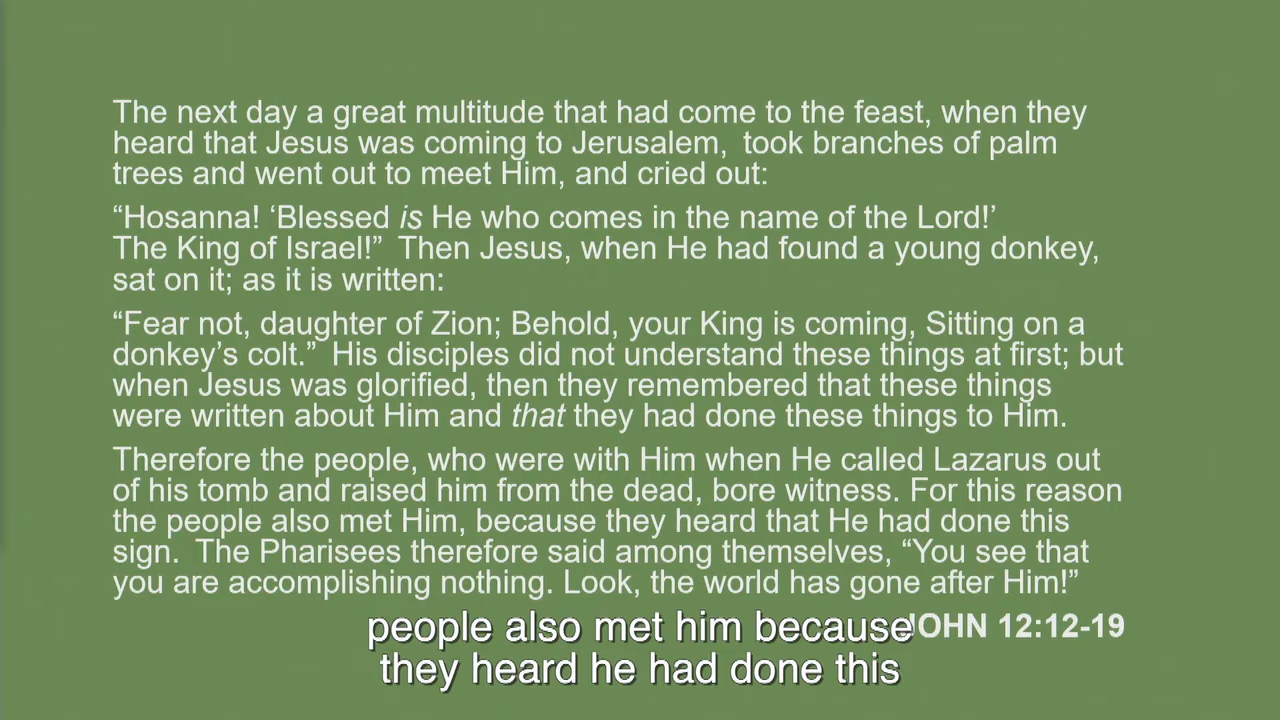 The next day a great multitude that had come to the feast, when they
heard that Jesus was coming to Jerusalem, took branches of palm
trees and went out to meet Him, and cried out:
“Hosanna! ‘Blessed is He who comes in the name of the Lord!’
The King of Israel!” Then Jesus, when He had found a young donkey,
sat on it; as it is written:
“Fear not, daughter of Zion; Behold, your King is coming, Sitting on a
donkey’s colt.” His disciples did not understand these things at first; but
when Jesus was glorified, then they remembered that these things
were written about Him and that they had done these things to Him.
Therefore the people, who were with Him when He called Lazarus out
of his tomb and raised him from the dead, bore witness. For this reason
the people also met Him, because they heard that He had done this
sign. The Pharisees therefore said among themselves, “You see that
you are accomplishing nothing. Look, the world has gone after Him!”
JOHN 12:12-19
people also met him because
they heard he had done this